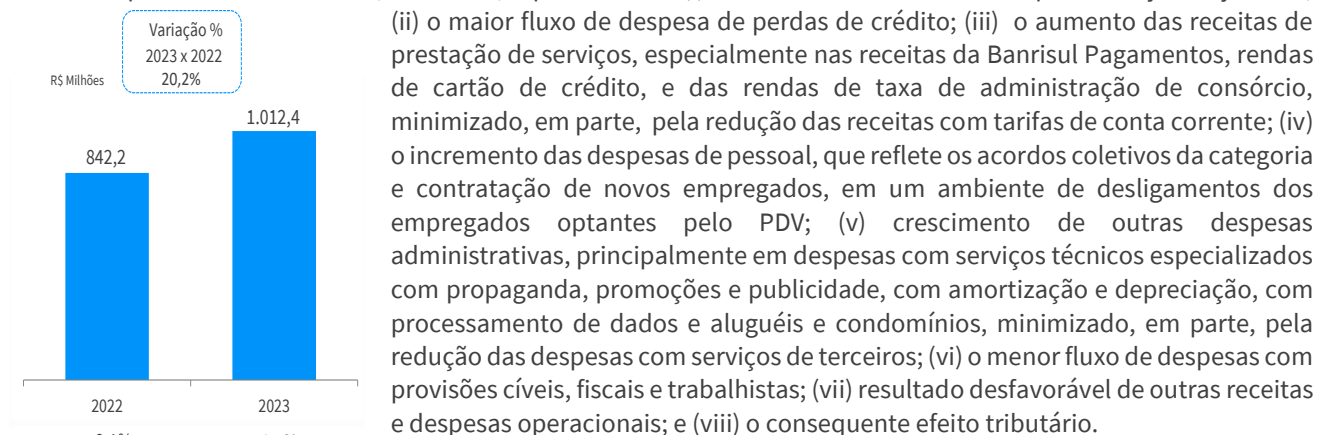 Variação %
2023 x 2022
20,2%
R$ Milhões
1.012,4
842,2
2022
2023
(ii) o maior fluxo de despesa de perdas de crédito; (iii) o aumento das receitas de
prestação de serviços, especialmente nas receitas da Banrisul Pagamentos, rendas
de cartão de crédito, e das rendas de taxa de administração de consórcio,
minimizado, em parte, pela redução das receitas com tarifas de conta corrente; (iv)
o incremento das despesas de pessoal, que reflete os acordos coletivos da categoria
e contratação de novos empregados, em um ambiente de desligamentos dos
empregados optantes pelo PDV; (v) crescimento de outras despesas
administrativas, principalmente em despesas com serviços técnicos especializados
com propaganda, promoções e publicidade, com amortização e depreciação, com
processamento de dados e aluguéis e condomínios, minimizado, em parte, pela
redução das despesas com serviços de terceiros; (vi) o menor fluxo de despesas com
provisões cíveis, fiscais e trabalhistas; (vii) resultado desfavorável de outras receitas
e despesas operacionais; e (viii) o consequente efeito tributário.